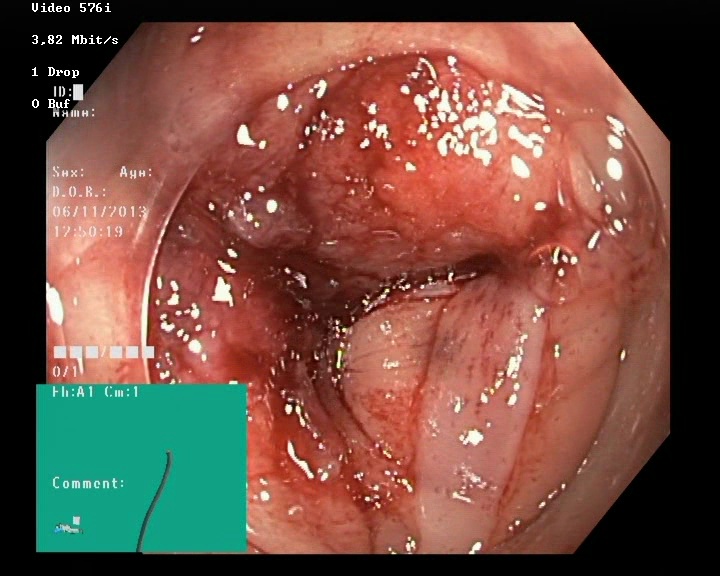 Video 576i
3,82 Mbit/s
1 Drop
ID:
0 Buf
Name:
Sex: Age:
D.O.B.:
06/11/2013
12:50:19
0/1
Ph:A1 Cm:1
Comment: